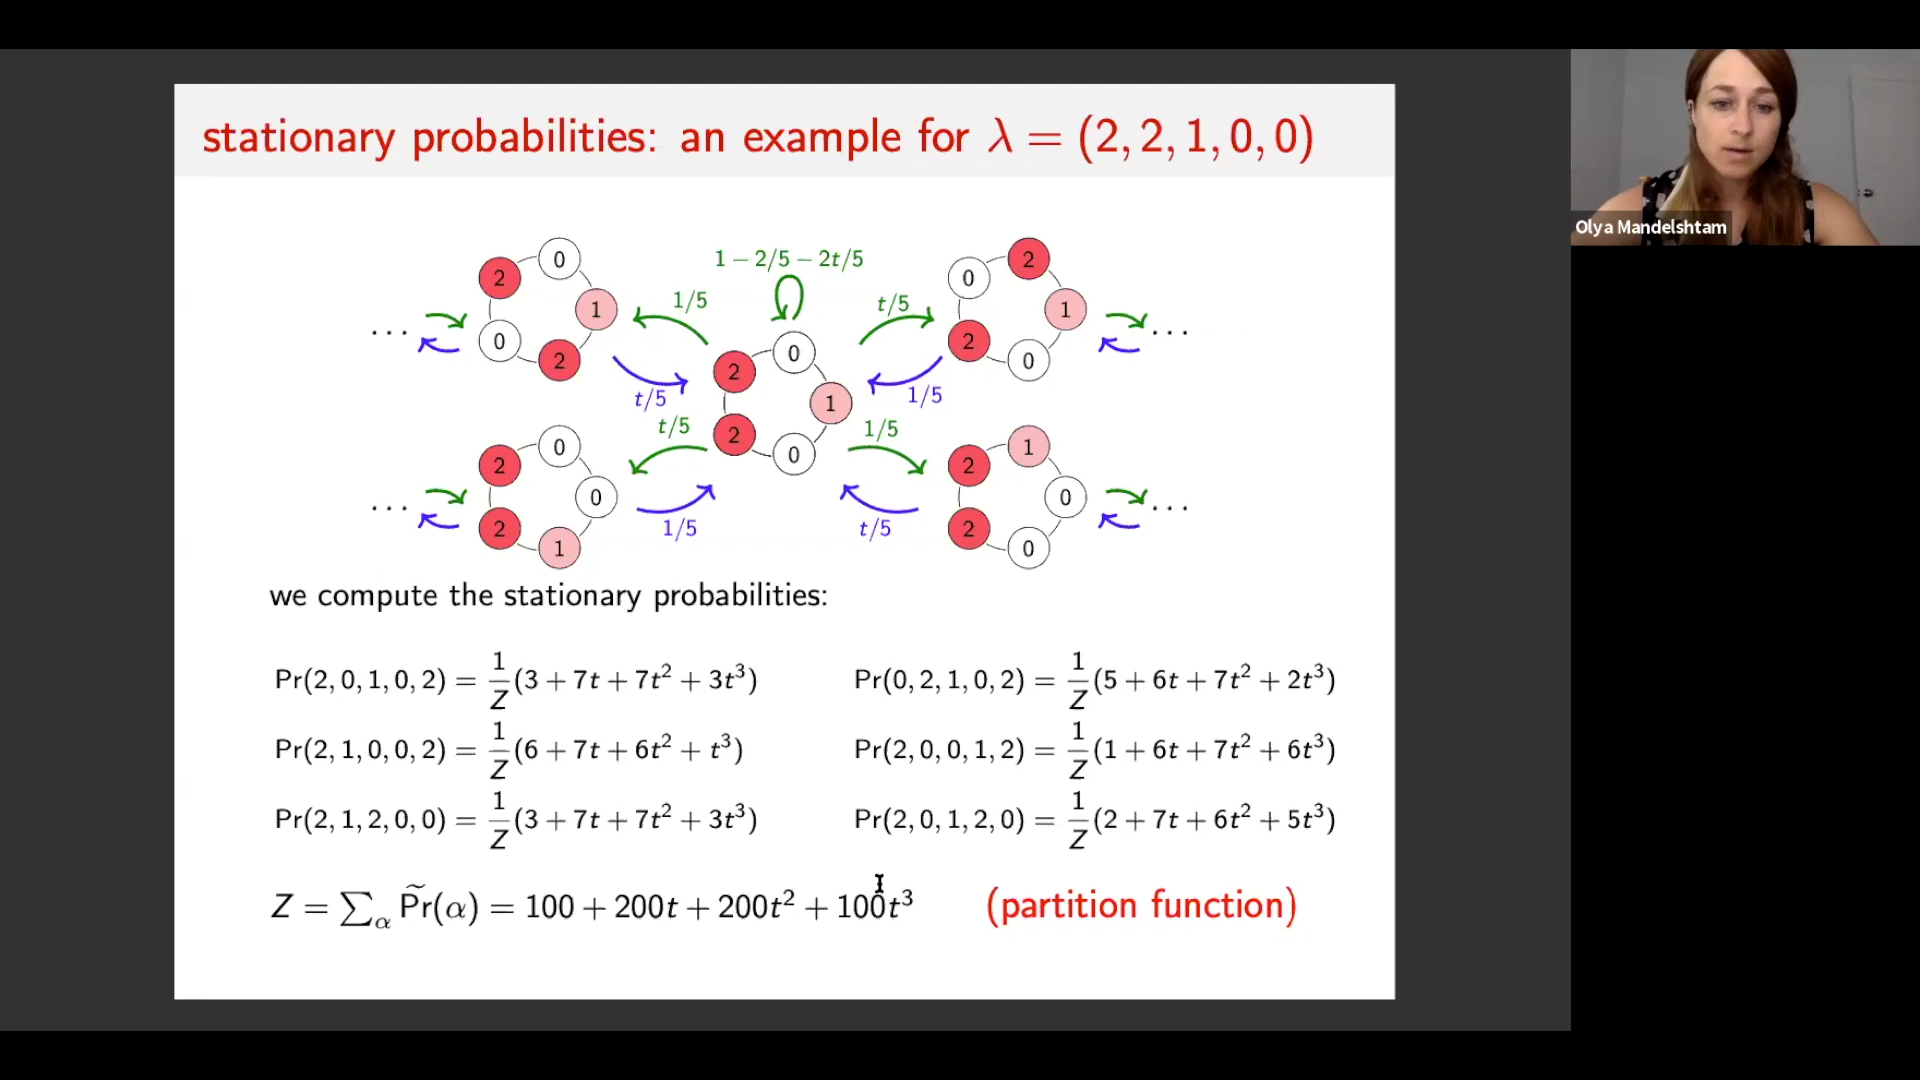 stationary probabilities: an example for λ = (2, 2, 1, 0, 0)
Olya Mandelshtam
2 0 1 2 0
1/5
1 − 2/5 − 2t/5
t/5
0 2 1 0 2
... 
t/5
2 0 1 0 2
1/5
...
t/5
1/5
2 0 0 1 2
1/5
2 1 0 0 2
t/5
...
...
we compute the stationary probabilities:
Pr(2, 0, 1, 0, 2) = 1/Z (3 + 7t + 7t² + 3t³)
Pr(0, 2, 1, 0, 2) = 1/Z (5 + 6t + 7t² + 2t³)
Pr(2, 1, 0, 0, 2) = 1/Z (6 + 7t + 6t² + t³)
Pr(2, 0, 0, 1, 2) = 1/Z (1 + 6t + 7t² + 6t³)
Pr(2, 1, 2, 0, 0) = 1/Z (3 + 7t + 7t² + 3t³)
Pr(2, 0, 1, 2, 0) = 1/Z (2 + 7t + 6t² + 5t³)
Z = ∑α P̃r(α) = 100 + 200t + 200t² + 100t³ (partition function)